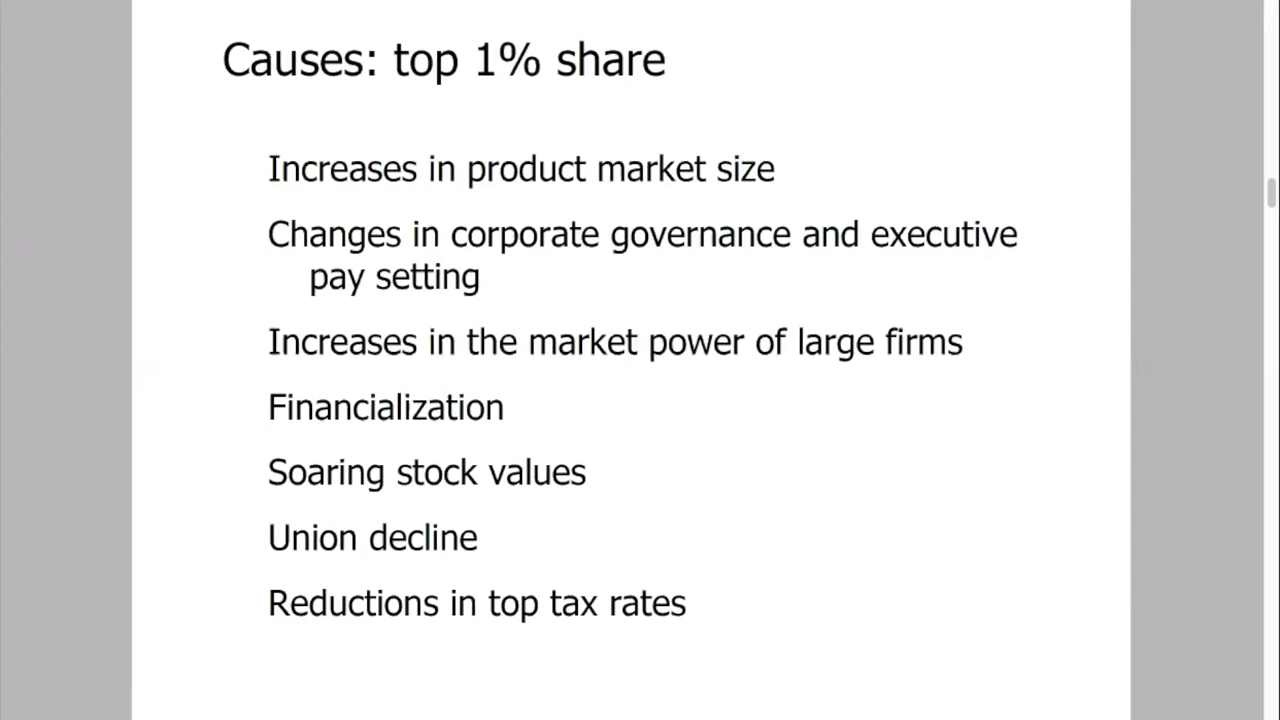 Causes: top 1% share
Increases in product market size
Changes in corporate governance and executive
pay setting
Increases in the market power of large firms
Financialization
Soaring stock values
Union decline
Reductions in top tax rates